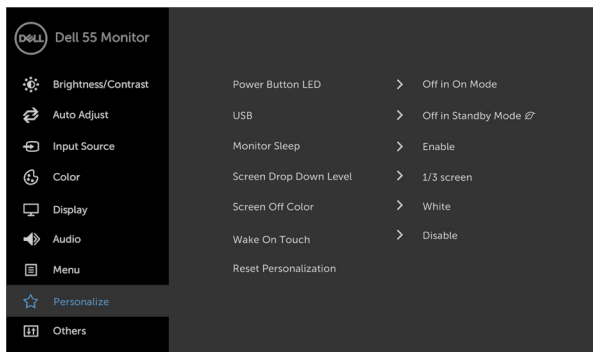 DELL Dell 55 Monitor
Brightness/Contrast
Auto Adjust
Input Source
Color
Display
Audio
Menu
Personalize
Others
Power Button LED Off in On Mode
USB Off in Standby Mode
Monitor Sleep Enable
Screen Drop Down Level 1/3 screen
Screen Off Color White
Wake On Touch Disable
Reset Personalization